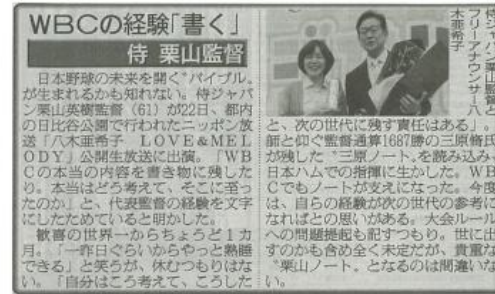 WBCの経験「書く」
侍 栗山監督
日本野球の未来を開く“バイブル〟
が生まれるかも知れない。侍ジャパ
ン栗山英樹監督(61)が22日、都内
の日比谷公園で行われたニッポン放
送「八木亜希子 LOVE&MEL
ODY」公開生放送に出演。「WB
Cの本当の内容を書き物に残した
り。本当はどう考えて、そこに至っ
たのか」と、代表監督の経験を文字
にしたためていると明かした。
歓喜の世界一からちょうど1カ
月。「一昨日ぐらいからやっと熟睡
できる」と笑うが、休むつもりはな
い。「自分はこう考えて、こうした
侍ジャパン栗山監督と
フリーアナウンサー八
木亜希子
と、次の世代に残す責任はある」。
師と仰ぐ監督通算1687勝の三原脩氏
が残した“三原ノート〟を読み込み、
日本ハムでの指揮に生かした。WB
Cでもノートが支えになった。今度
は、自らの経験が次の世代の参考に
なればとの思いがある。大会ルール
への問題提起も記すつもり。世に出
すのかも含め全く未定だが、貴重な
“栗山ノート〟となるのは間違いな
い。